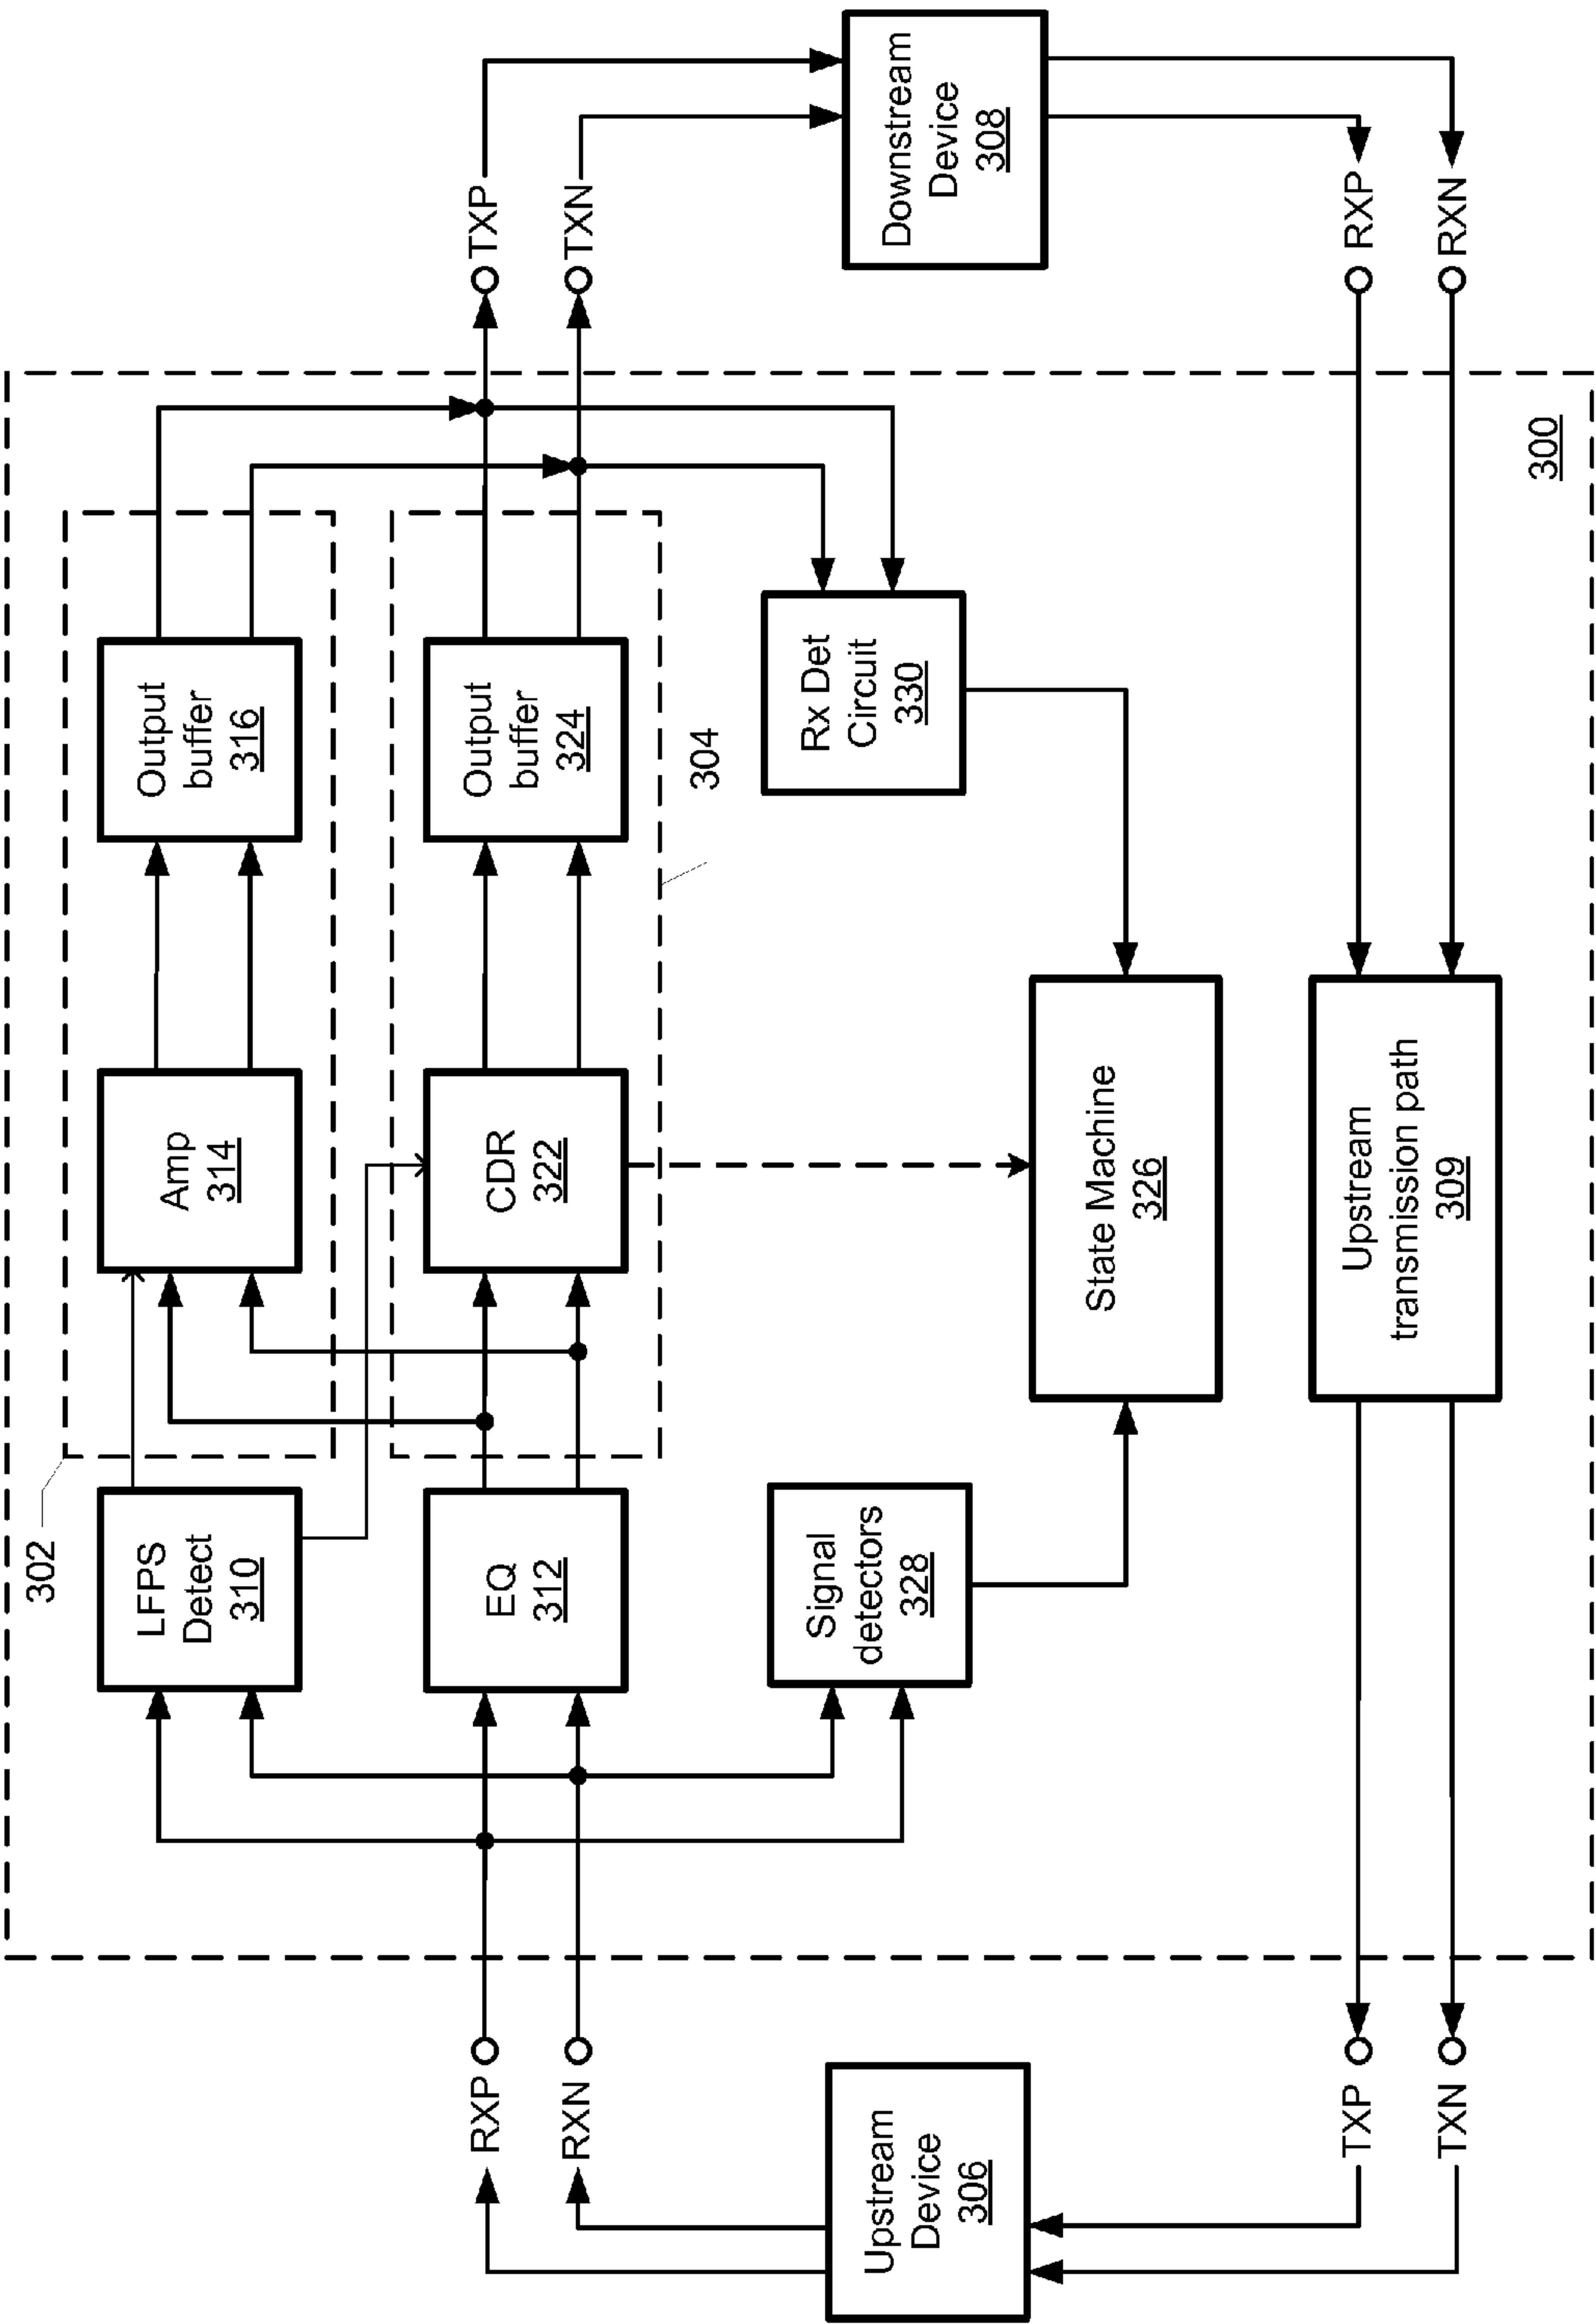 302
LFPS
Detect
310
Amp
314
Output
buffer
316
RXP
RXN
EQ
312
CDR
322
Output
buffer
324
TXP
TXN
304
Upstream
Device
306
Signal
detectors
328
Rx Det
Circuit
330
Downstream
Device
308
State Machine
326
TXP
TXN
Upstream
transmission path
309
RXP
RXN
300